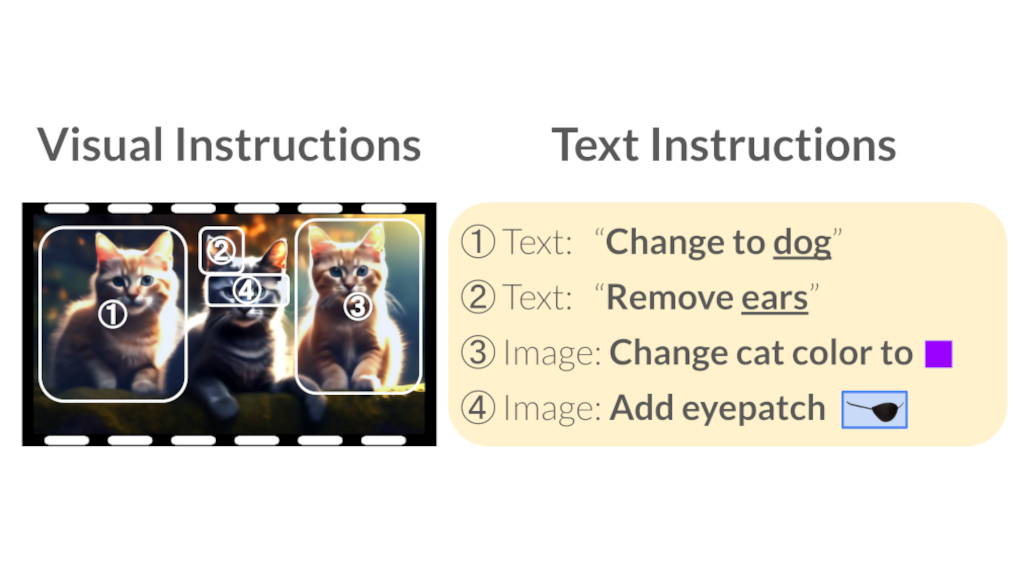 Visual Instructions
Text Instructions
①
②
③
④
① Text: “Change to dog”
② Text: “Remove ears”
③ Image: Change cat color to
④ Image: Add eyepatch